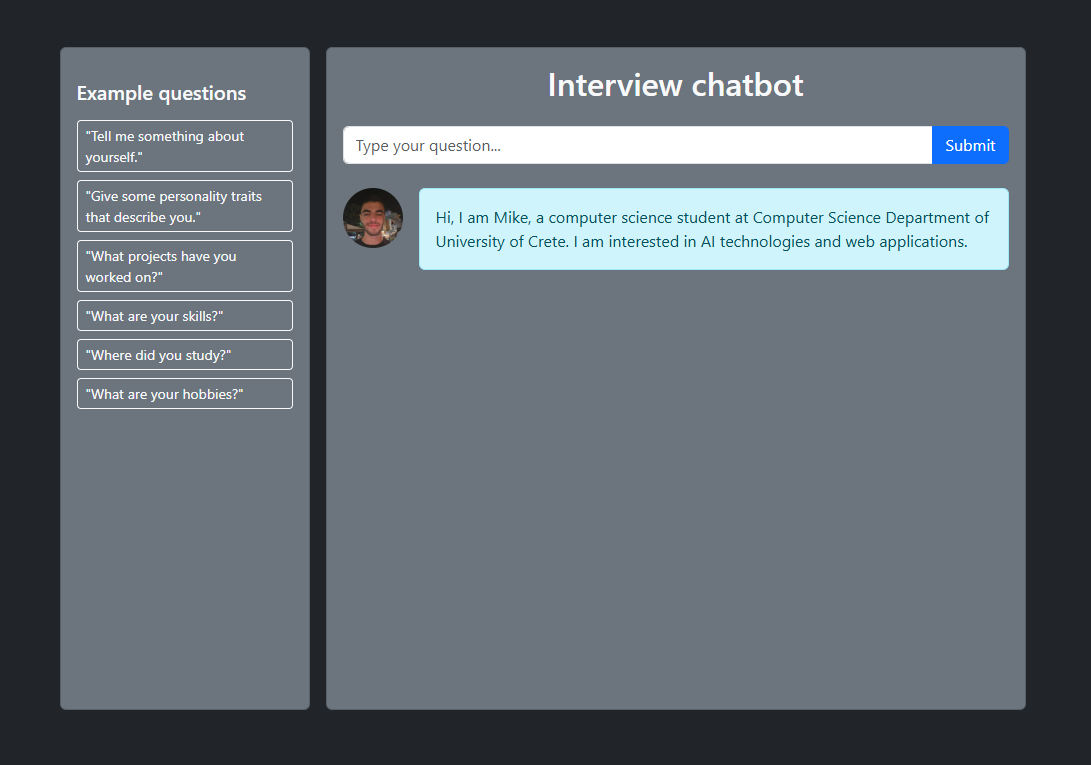 Example questions
"Tell me something about
yourself."
"Give some personality traits
that describe you."
"What projects have you
worked on?"
"What are your skills?"
"Where did you study?"
"What are your hobbies?"
Interview chatbot
Type your question...
Submit
Hi, I am Mike, a computer science student at Computer Science Department of
University of Crete. I am interested in AI technologies and web applications.